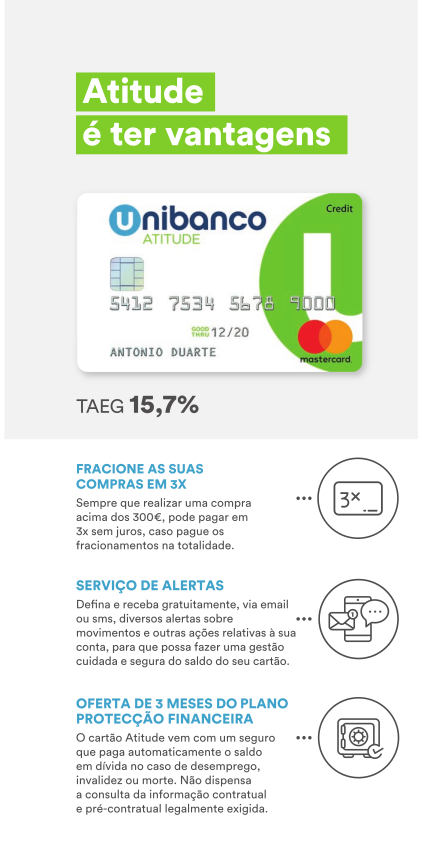 Atitude
é ter vantagens
Unibanco
ATITUDE
Credit
5412 7534 5678 9000
GOOD THRU 12/20
ANTONIO DUARTE
mastercard.
TAEG 15,7%
FRACIONE AS SUAS
COMPRAS EM 3X
Sempre que realizar uma compra
acima dos 300€, pode pagar em
3x sem juros, caso pague os
fracionamentos na totalidade.
3×
SERVIÇO DE ALERTAS
Defina e receba gratuitamente, via email
ou sms, diversos alertas sobre
movimentos e outras ações relativas à sua
conta, para que possa fazer uma gestão
cuidada e segura do saldo do seu cartão.
1
OFERTA DE 3 MESES DO PLANO
PROTECÇÃO FINANCEIRA
O cartão Atitude vem com um seguro
que paga automaticamente o saldo
em dívida no caso de desemprego,
invalidez ou morte. Não dispensa
a consulta da informação contratual
e pré-contratual legalmente exigida.